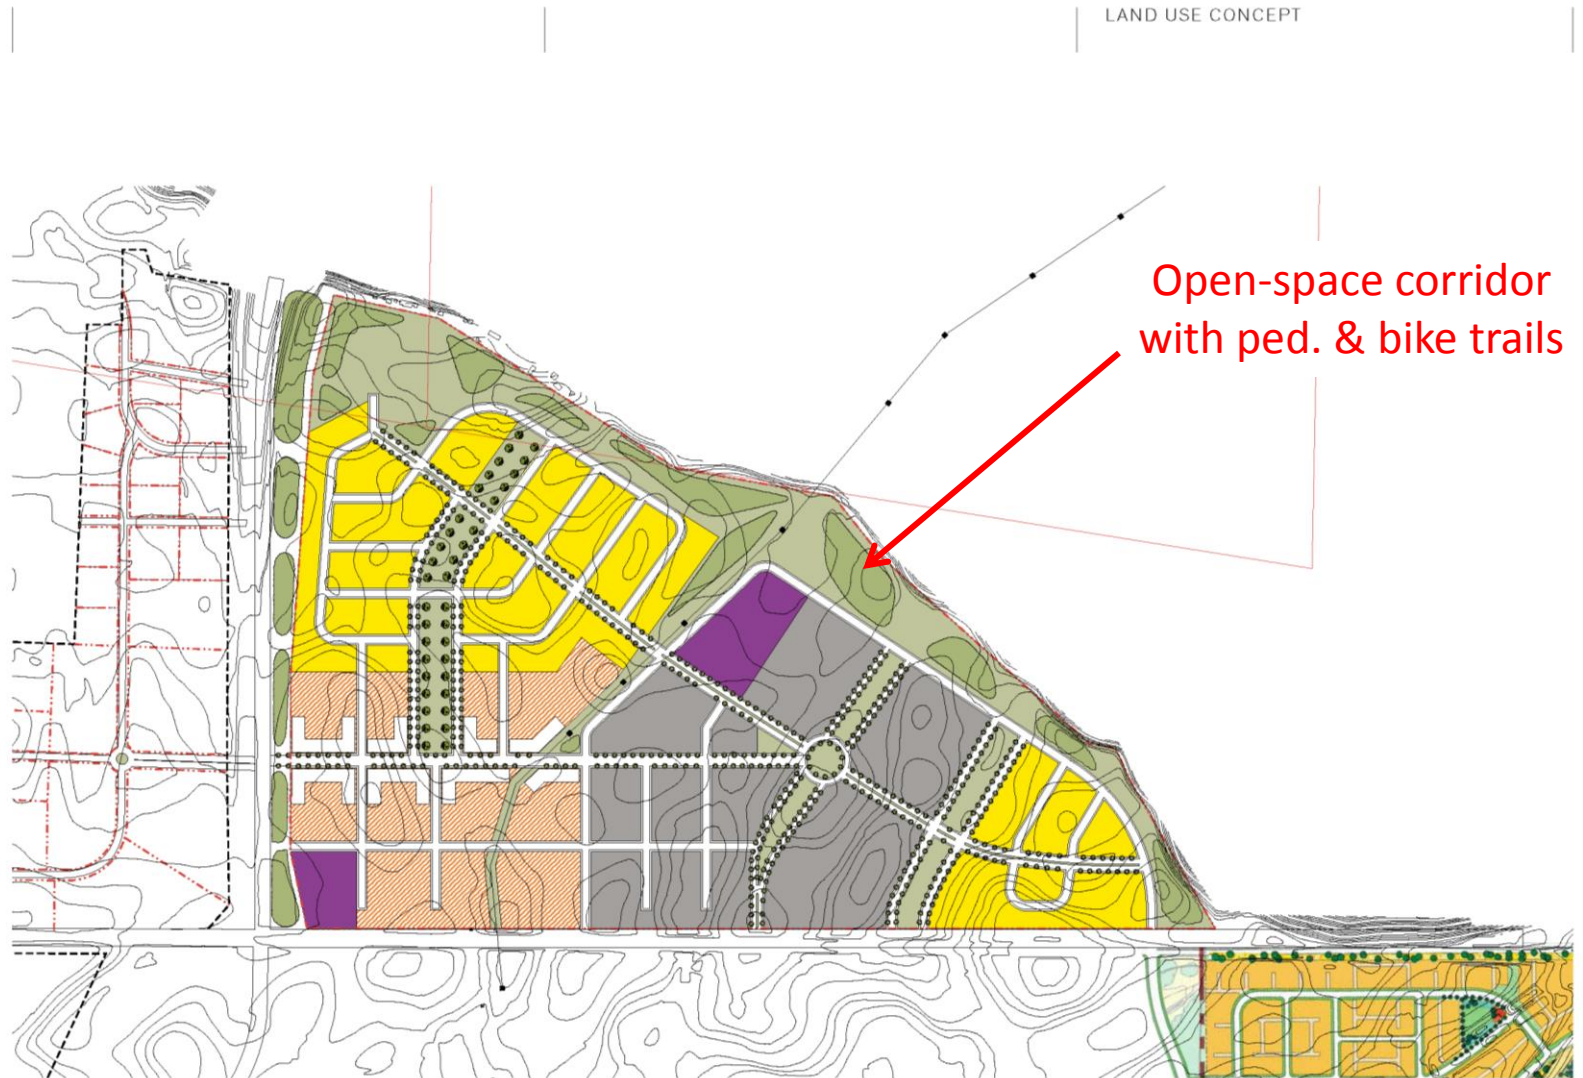 LAND USE CONCEPT
Open-space corridor
with ped. & bike trails